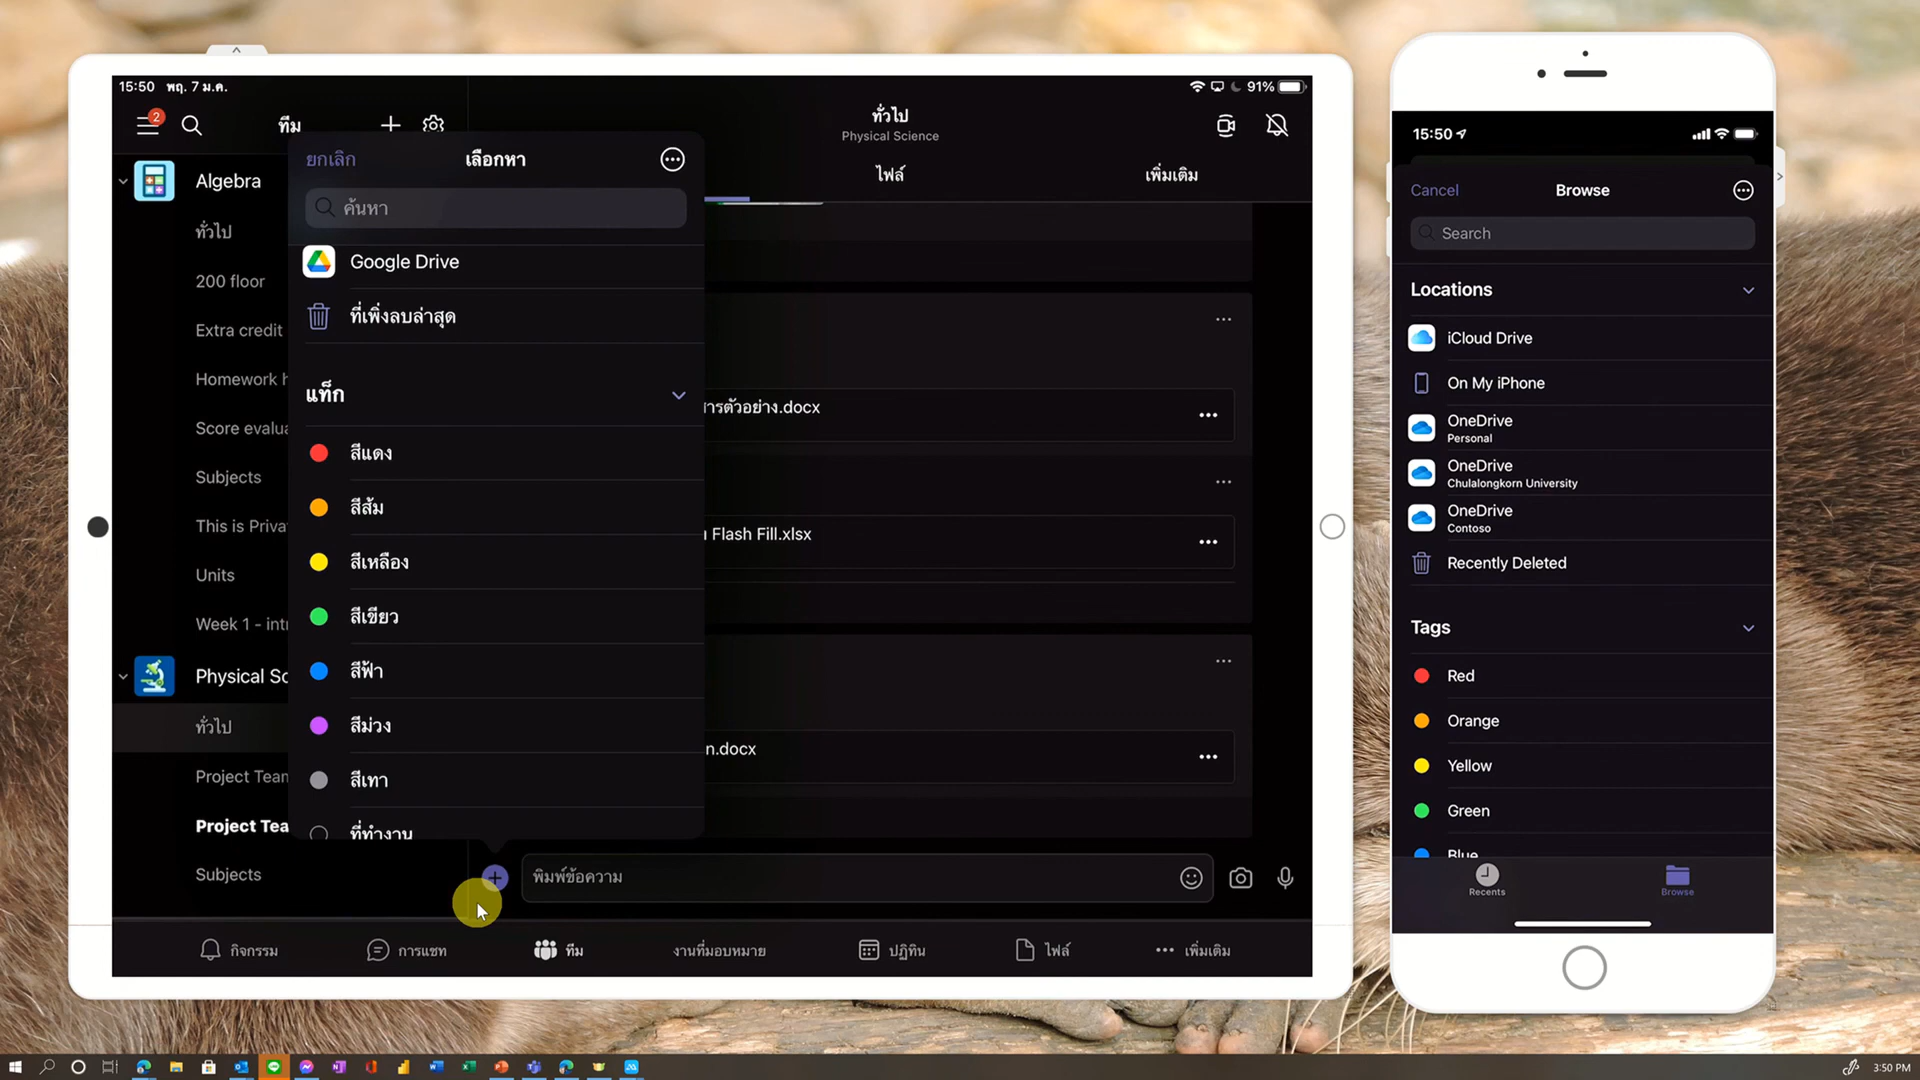 15:50 พฤ. 7 ม.ค.
91%
2
ทีม
ทั่วไป
Physical Science
ไฟล์
เพิ่มเติม
Algebra
ทั่วไป
200 floor
Extra credit
Homework h
Score evalua
Subjects
This is Priva
Units
Week 1 - intr
Physical Sc
ทั่วไป
Project Team
Project Tea
Subjects
ยกเลิก
เลือกหา
ค้นหา
Google Drive
ที่เพิ่งลบล่าสุด
แท็ก
สีแดง
สีส้ม
สีเหลือง
สีเขียว
สีฟ้า
สีม่วง
สีเทา
ที่ทำงาน
ารตัวอย่าง.docx
Flash Fill.xlsx
n.docx
พิมพ์ข้อความ
กิจกรรม
การแชท
ทีม
งานที่มอบหมาย
ปฏิทิน
ไฟล์
เพิ่มเติม
15:50
Cancel
Browse
Search
Locations
iCloud Drive
On My iPhone
OneDrive
Personal
OneDrive
Chulalongkorn University
OneDrive
Contoso
Recently Deleted
Tags
Red
Orange
Yellow
Green
Blue
Recents
Browse
3:50 PM